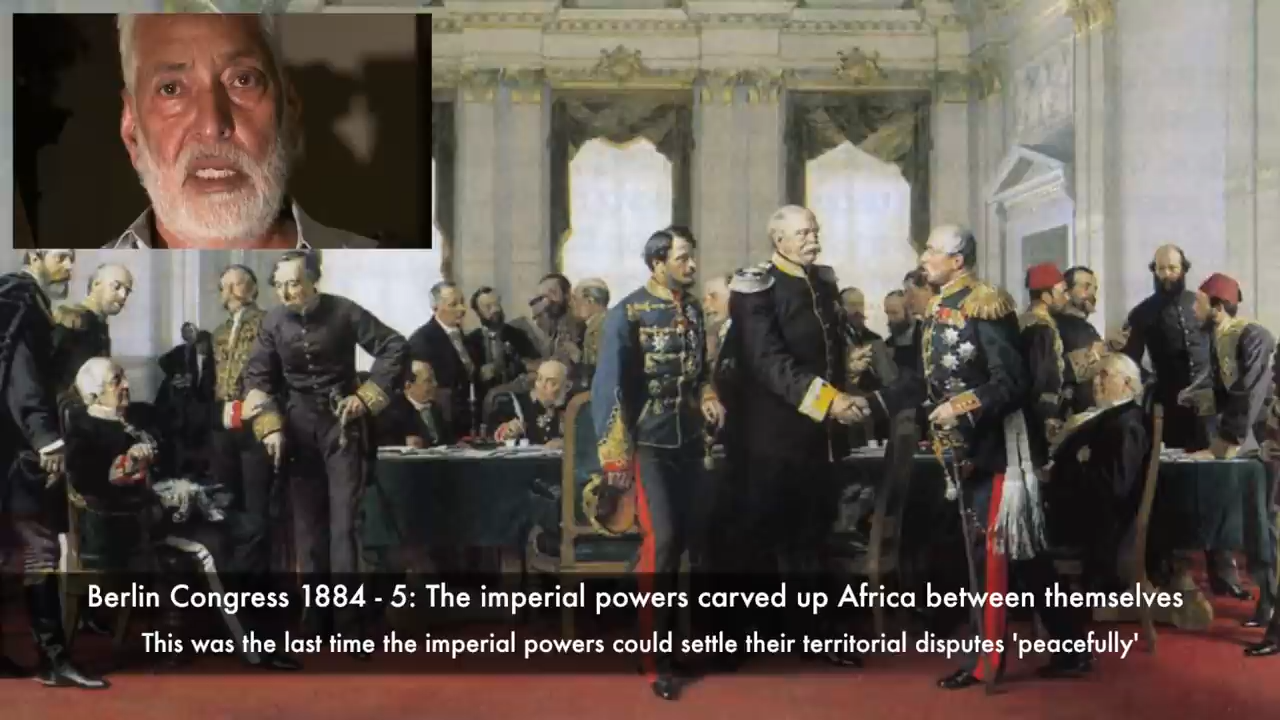 Berlin Congress 1884 - 5: The imperial powers carved up Africa between themselves
This was the last time the imperial powers could settle their territorial disputes 'peacefully'